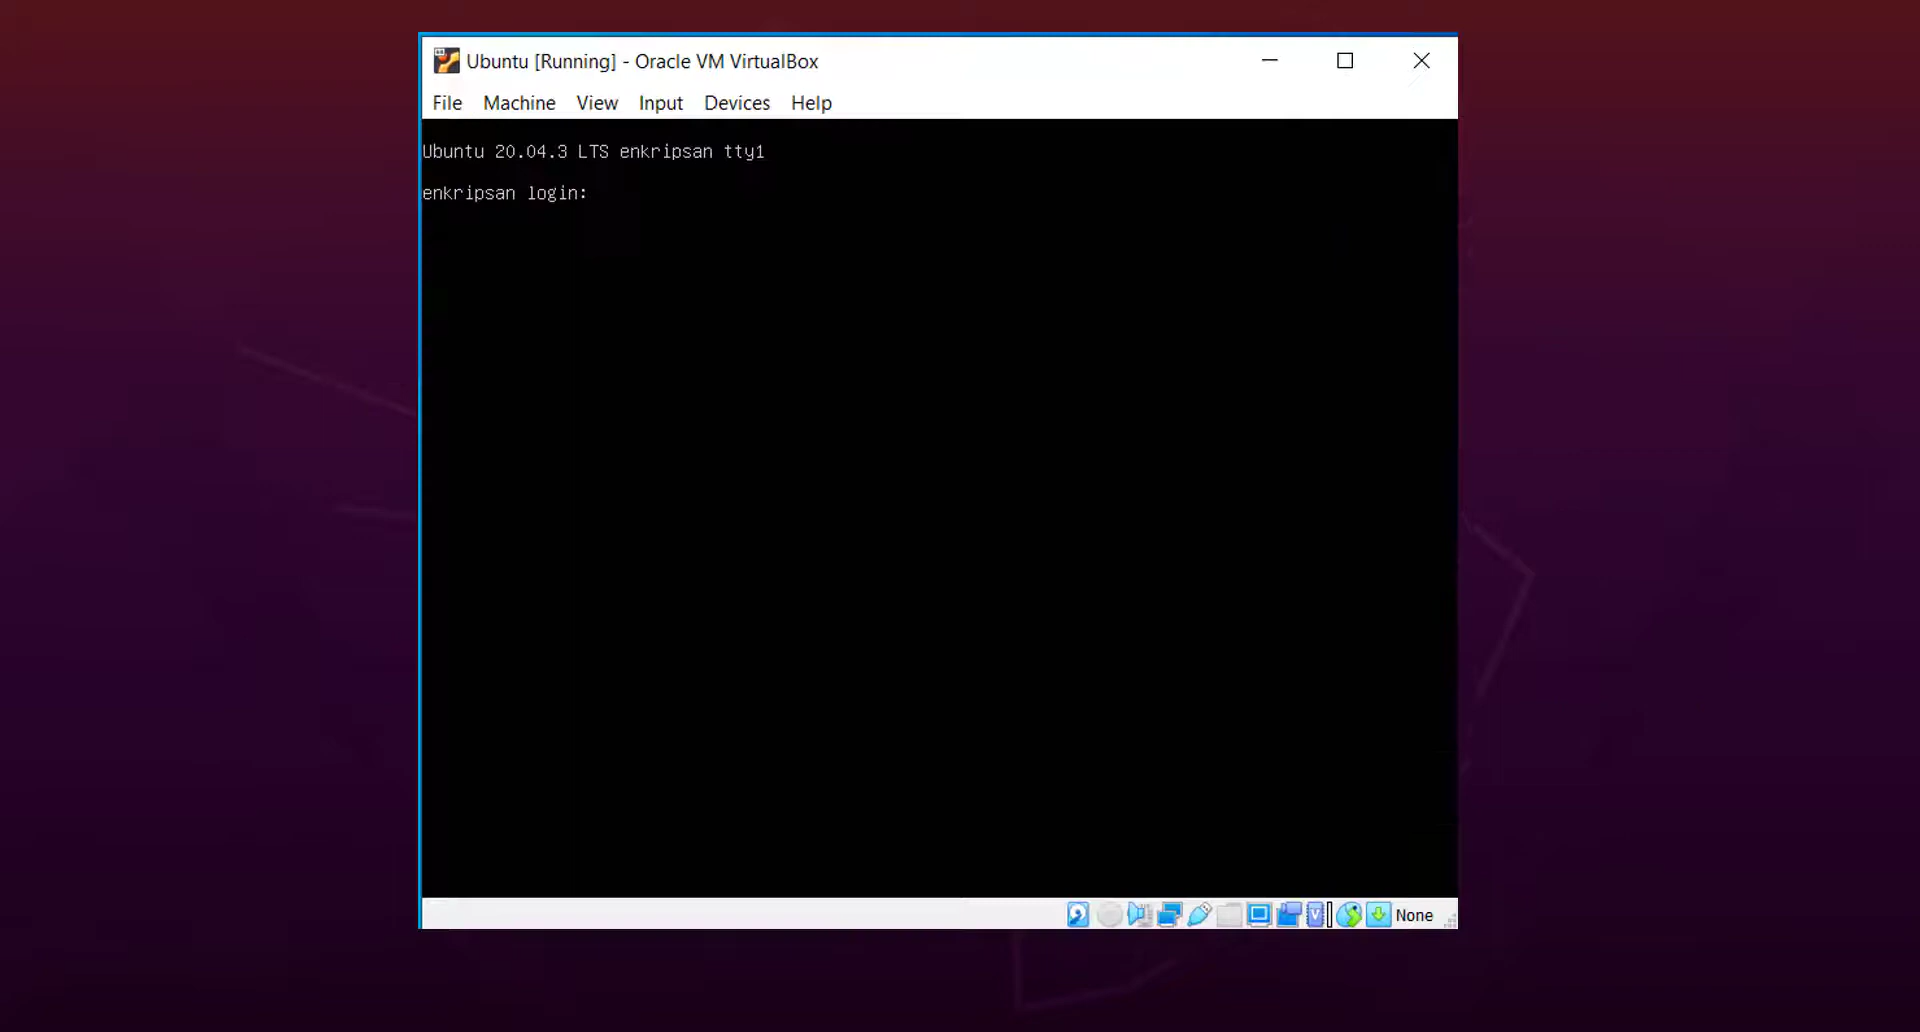 Ubuntu [Running] - Oracle VM VirtualBox
File Machine View Input Devices Help
Ubuntu 20.04.3 LTS enkripsan tty1
enkripsan login:
None